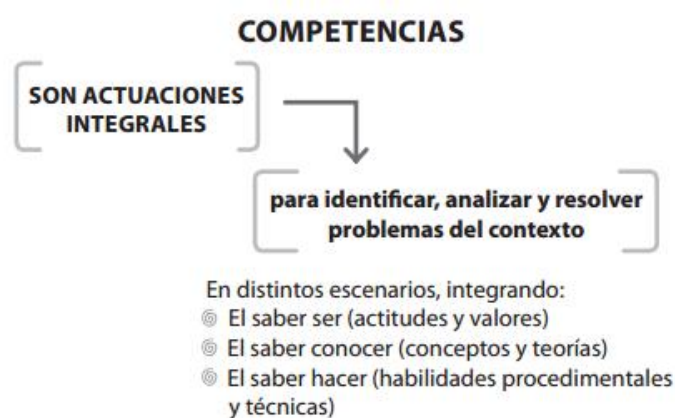 COMPETENCIAS
SON ACTUACIONES
INTEGRALES
para identificar, analizar y resolver
problemas del contexto
En distintos escenarios, integrando:
El saber ser (actitudes y valores)
El saber conocer (conceptos y teorías)
El saber hacer (habilidades procedimentales
y técnicas)